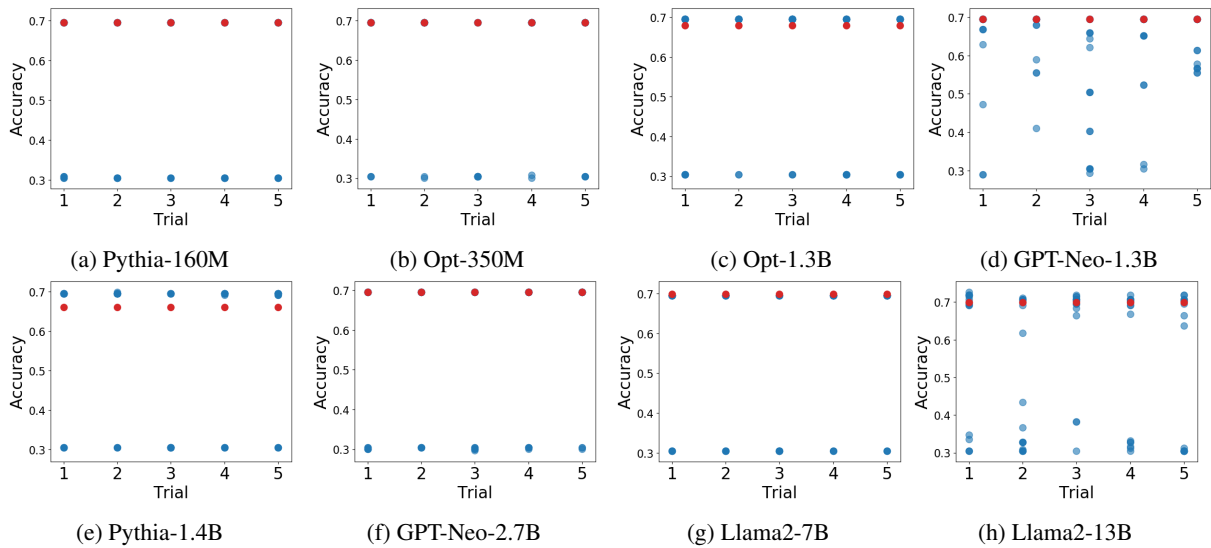 0.7
0.6
0.5
0.4
0.3
Accuracy
1 2 3 4 5
Trial
(a) Pythia-160M
0.7
0.6
0.5
0.4
0.3
Accuracy
1 2 3 4 5
Trial
(b) Opt-350M
0.7
0.6
0.5
0.4
0.3
Accuracy
1 2 3 4 5
Trial
(c) Opt-1.3B
0.7
0.6
0.5
0.4
0.3
Accuracy
1 2 3 4 5
Trial
(d) GPT-Neo-1.3B
0.7
0.6
0.5
0.4
0.3
Accuracy
1 2 3 4 5
Trial
(e) Pythia-1.4B
0.7
0.6
0.5
0.4
0.3
Accuracy
1 2 3 4 5
Trial
(f) GPT-Neo-2.7B
0.7
0.6
0.5
0.4
0.3
Accuracy
1 2 3 4 5
Trial
(g) Llama2-7B
0.7
0.6
0.5
0.4
0.3
Accuracy
1 2 3 4 5
Trial
(h) Llama2-13B